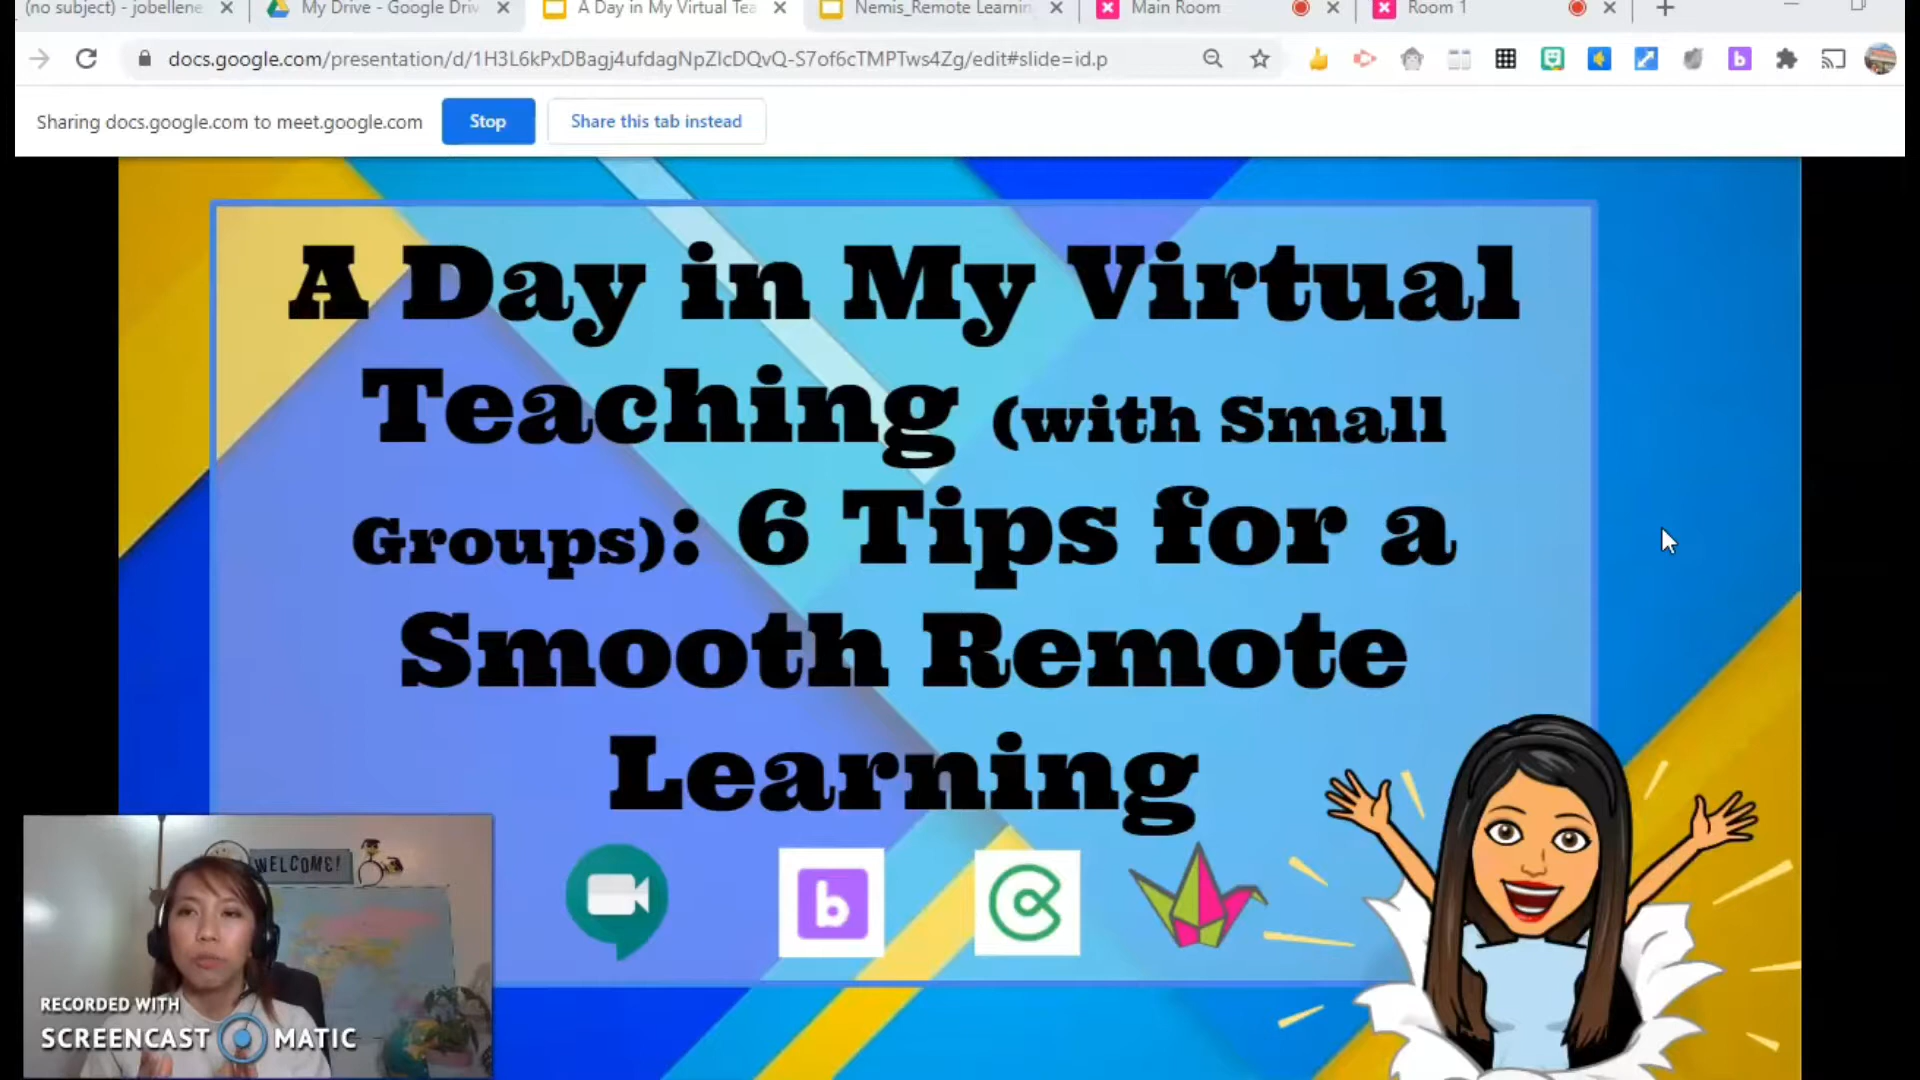 (no subject) - jobellene
My Drive - Google Driv
A Day in My Virtual Tea
Nemis_Remote Learnin
Main Room
Room 1
docs.google.com/presentation/d/1H3L6kPxDBagj4ufdagNpZlcDQvQ-S7of6cTMPTws4Zg/edit#slide=id.p
Sharing docs.google.com to meet.google.com
Stop
Share this tab instead
A Day in My Virtual
Teaching (with Small
Groups): 6 Tips for a
Smooth Remote
Learning
b
WELCOME!
RECORDED WITH
SCREENCAST MATIC